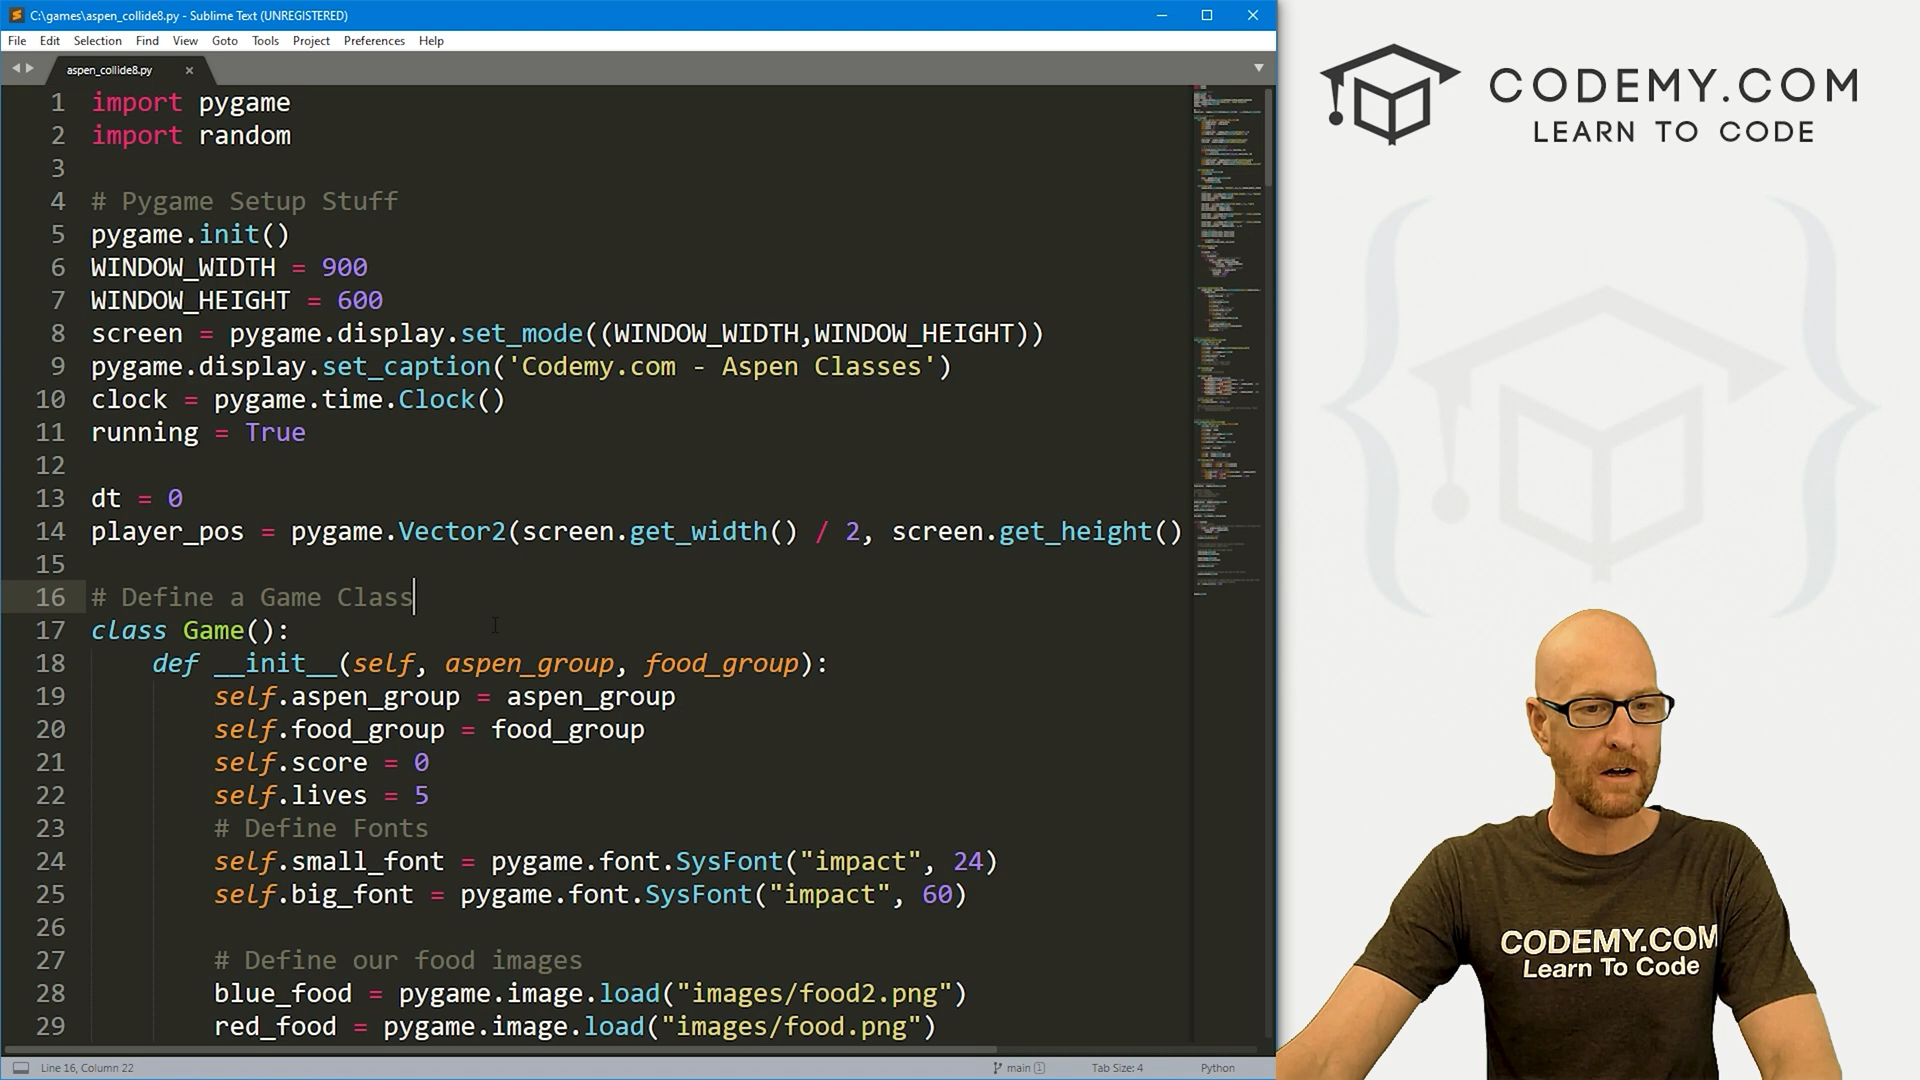 C:\games\aspen_collide8.py - Sublime Text (UNREGISTERED)
File Edit Selection Find View Goto Tools Project Preferences Help
aspen_collide8.py
1 import pygame
2 import random
3
4 # Pygame Setup Stuff
5 pygame.init()
6 WINDOW_WIDTH = 900
7 WINDOW_HEIGHT = 600
8 screen = pygame.display.set_mode((WINDOW_WIDTH,WINDOW_HEIGHT))
9 pygame.display.set_caption('Codemy.com - Aspen Classes')
10 clock = pygame.time.Clock()
11 running = True
12
13 dt = 0
14 player_pos = pygame.Vector2(screen.get_width() / 2, screen.get_height()
15
16 # Define a Game Class
17 class Game():
18 def __init__(self, aspen_group, food_group):
19 self.aspen_group = aspen_group
20 self.food_group = food_group
21 self.score = 0
22 self.lives = 5
23 # Define Fonts
24 self.small_font = pygame.font.SysFont("impact", 24)
25 self.big_font = pygame.font.SysFont("impact", 60)
26
27 # Define our food images
28 blue_food = pygame.image.load("images/food2.png")
29 red_food = pygame.image.load("images/food.png")
Line 16, Column 22
main 1
Tab Size: 4
Python
CODEMY.COM
LEARN TO CODE
CODEMY.COM
Learn To Code